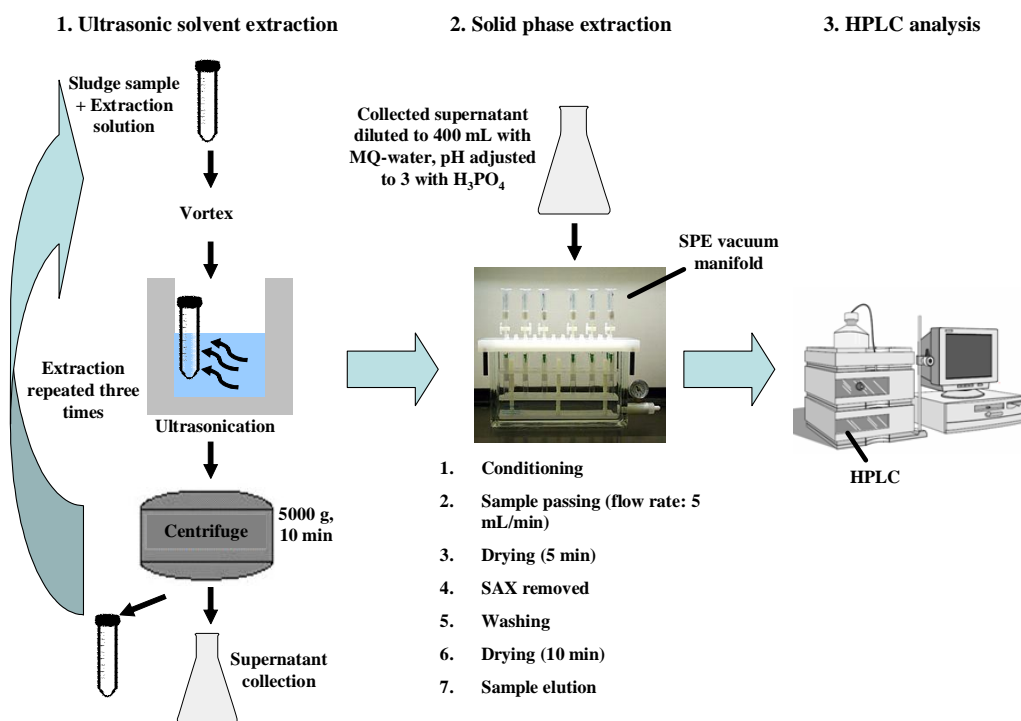 1. Ultrasonic solvent extraction
Sludge sample
+ Extraction
solution
Vortex
Extraction
repeated three
times
Ultrasonication
Centrifuge
5000 g,
10 min
Supernatant
collection
2. Solid phase extraction
Collected supernatant
diluted to 400 mL with
MQ-water, pH adjusted
to 3 with H₃PO₄
SPE vacuum
manifold
1. Conditioning
2. Sample passing (flow rate: 5
mL/min)
3. Drying (5 min)
4. SAX removed
5. Washing
6. Drying (10 min)
7. Sample elution
3. HPLC analysis
HPLC